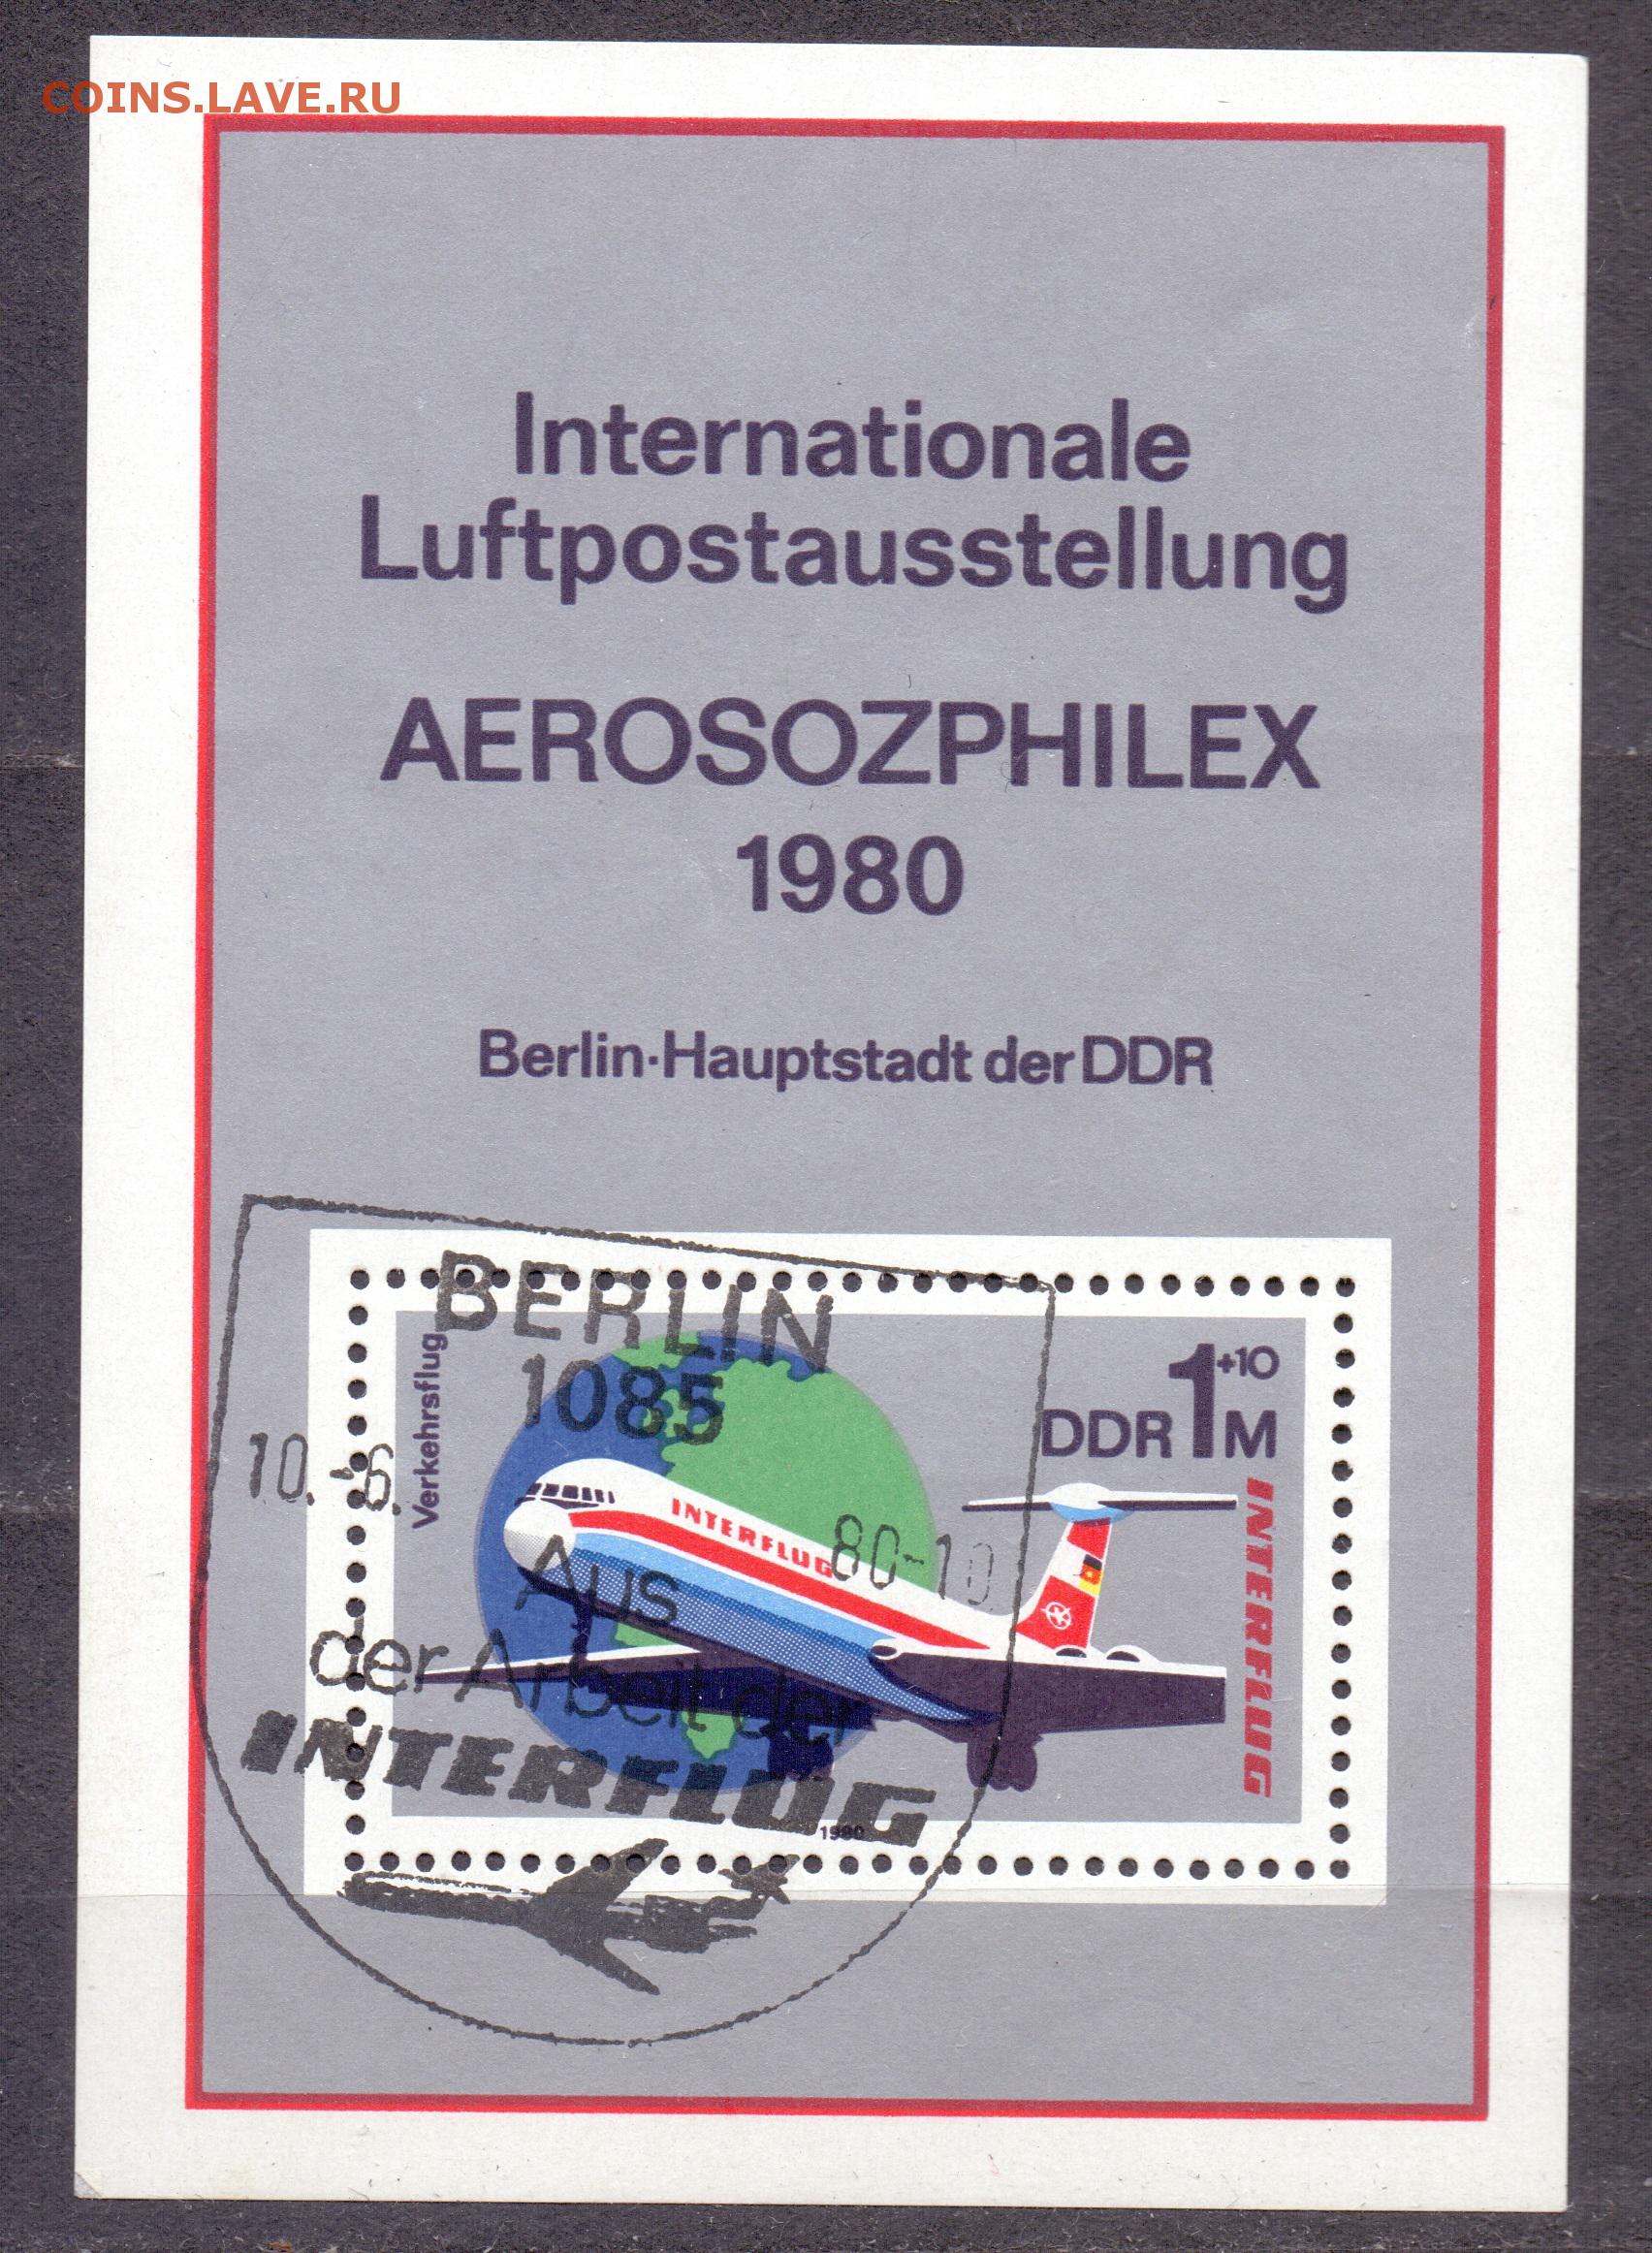 COINS.LAVE.RU
Internationale
Luftpostausstellung
AEROSOZPHILEX
1980
Berlin·Hauptstadt der DDR
BERLIN
1085
10.-6.
80-10
Aus
der Arbeit der
INTERFLUG
Verkehrsflug
DDR 1 +10 M
INTERFLUG
INTERFLUG
1980